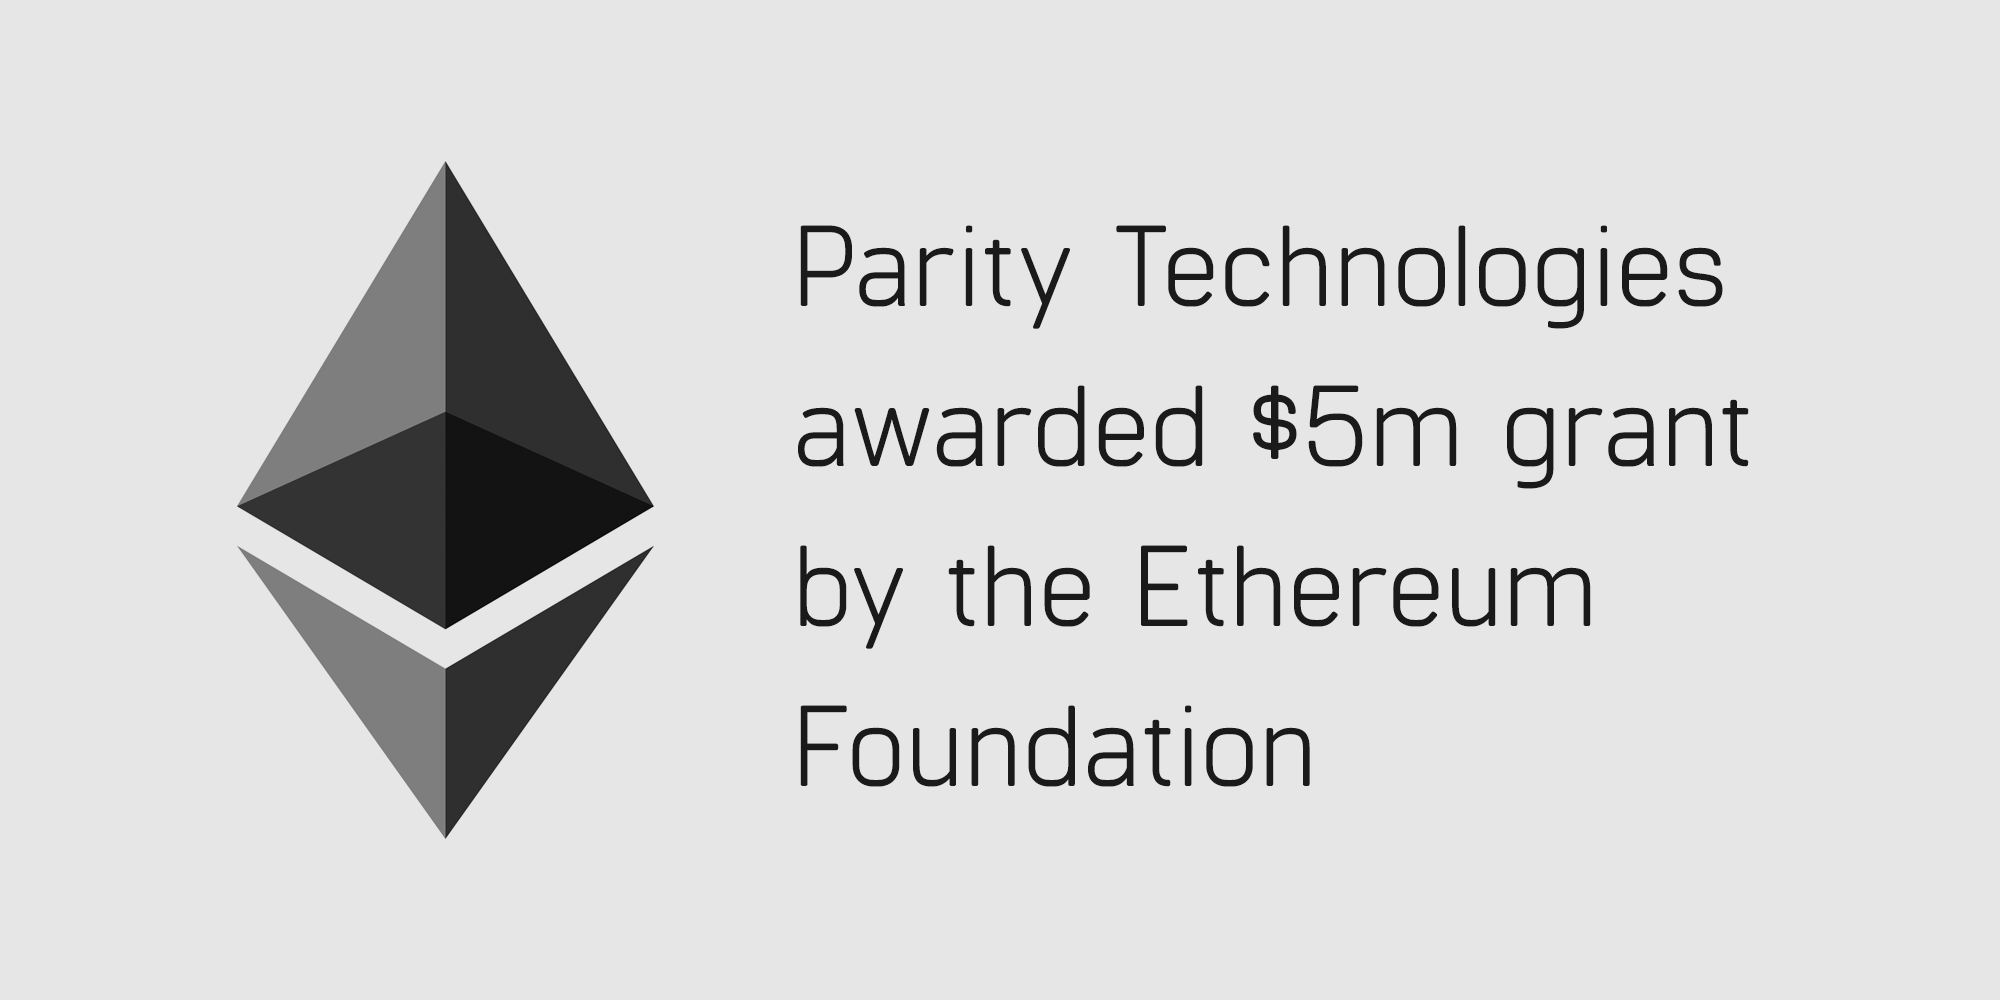 Parity Technologies
awarded $5m grant
by the Ethereum
Foundation